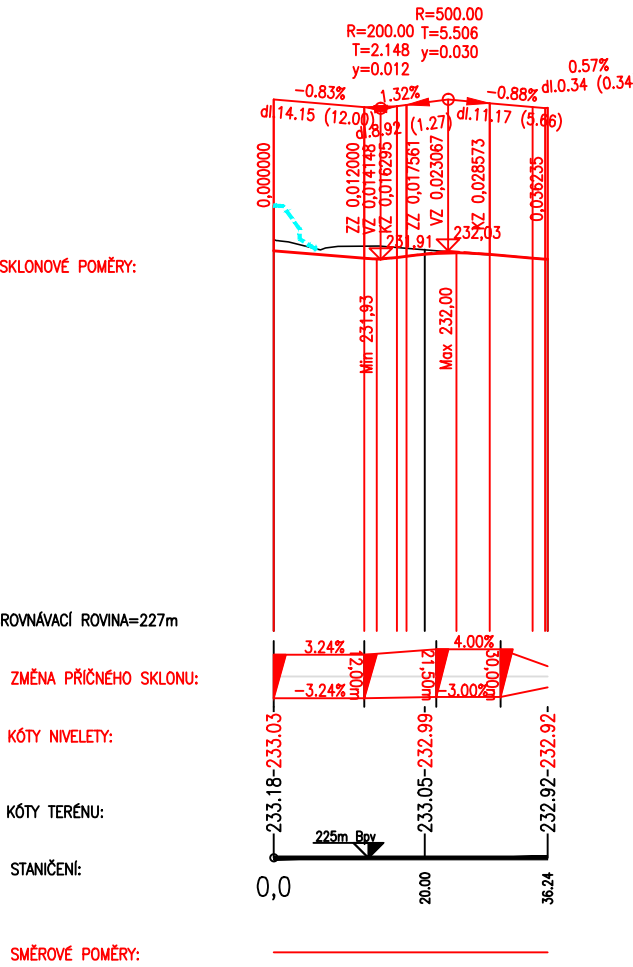 R=500.00
R=200.00 T=5.506
T=2.148 y=0.030
y=0.012
0.57%
-0.83% 1.32% -0.88% dl.0.34 (0.34
dl.14.15 (12.00) dl.8.92 (1.27) dl.11.17 (5.66)
0,000000
ZZ 0,012000
VZ 0,014148
KZ 0,016295
ZZ 0,017561
VZ 0,023067
KZ 0,028573
0,036235
231.91 232,03
SKLONOVÉ POMĚRY:
Min 231,93
Max 232,00
ROVNÁVACÍ ROVINA=227m
3.24% 4.00%
ZMĚNA PŘÍČNÉHO SKLONU:
12,00m 21,50m 30,00m
-3.24% -3.00%
KÓTY NIVELETY:
233.18-233.03
233.05-232.99
232.92-232.92
KÓTY TERÉNU:
225m Bpv
STANIČENÍ:
0,0 20.00 36.24
SMĚROVÉ POMĚRY: